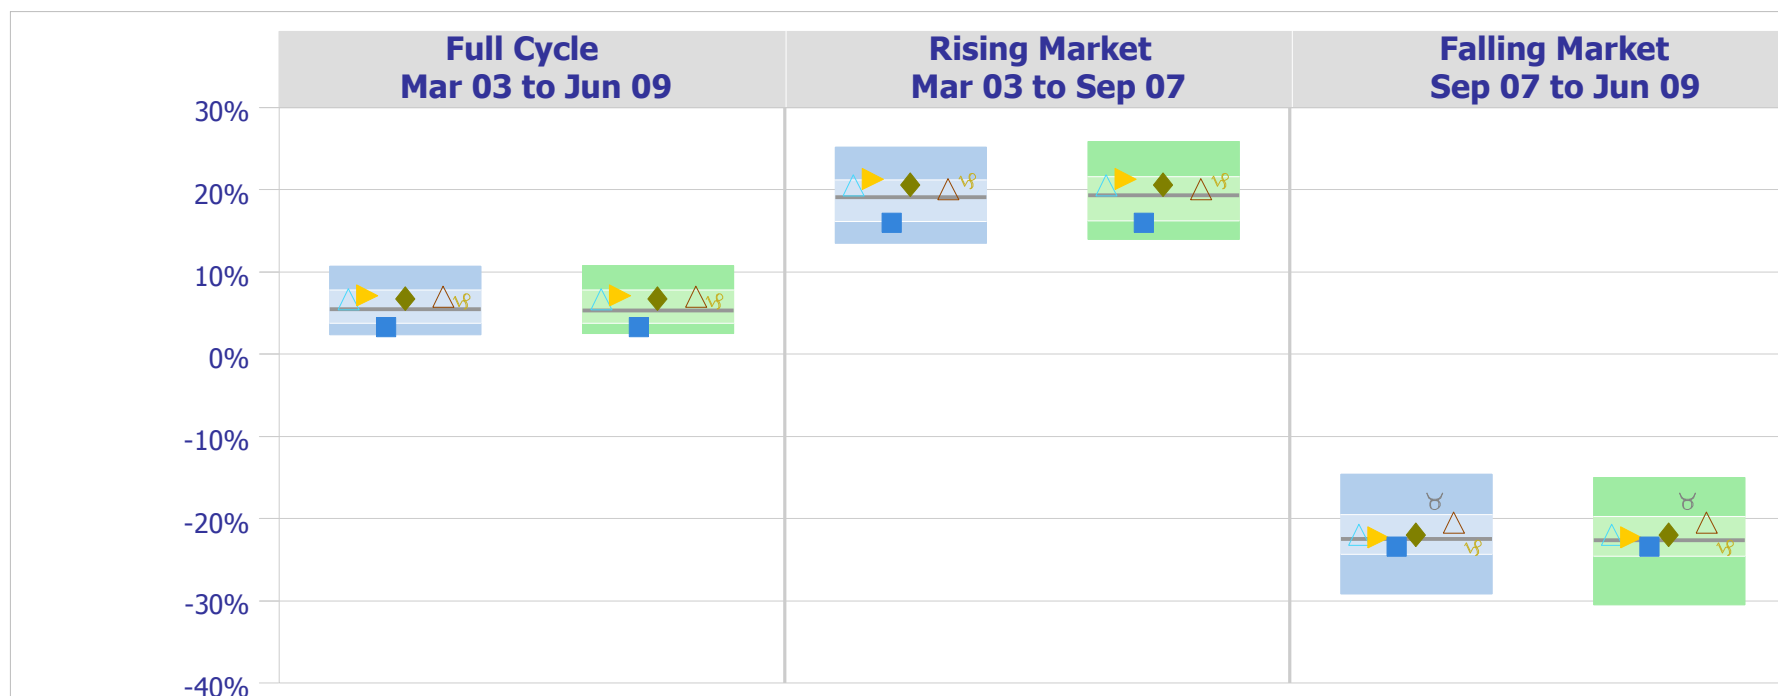 Full Cycle
Mar 03 to Jun 09
Rising Market
Mar 03 to Sep 07
Falling Market
Sep 07 to Jun 09
30%
20%
10%
0%
-10%
-20%
-30%
-40%